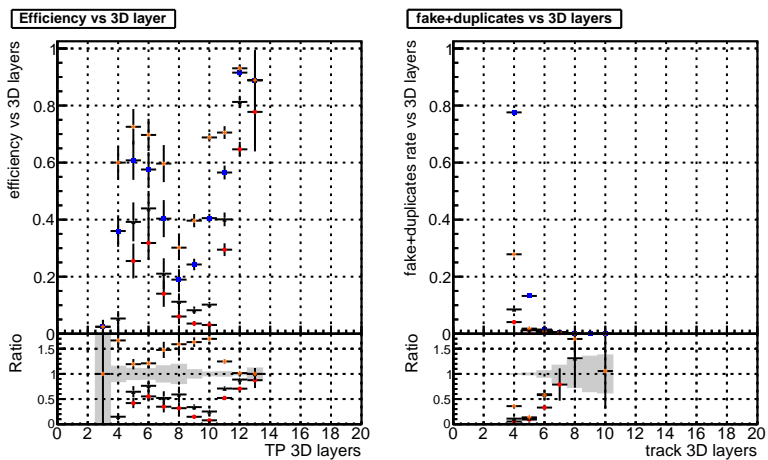 Efficiency vs 3D layer
efficiency vs 3D layers
1
0.8
0.6
0.4
0.2
0
Ratio
1.5
1
0.5
0
0 2 4 6 8 10 12 14 16 18 20
TP 3D layers
fake+duplicates vs 3D layers
fake+duplicates rate vs 3D layers
1
0.8
0.6
0.4
0.2
0
Ratio
1.5
1
0.5
0
0 2 4 6 8 10 12 14 16 18 20
track 3D layers